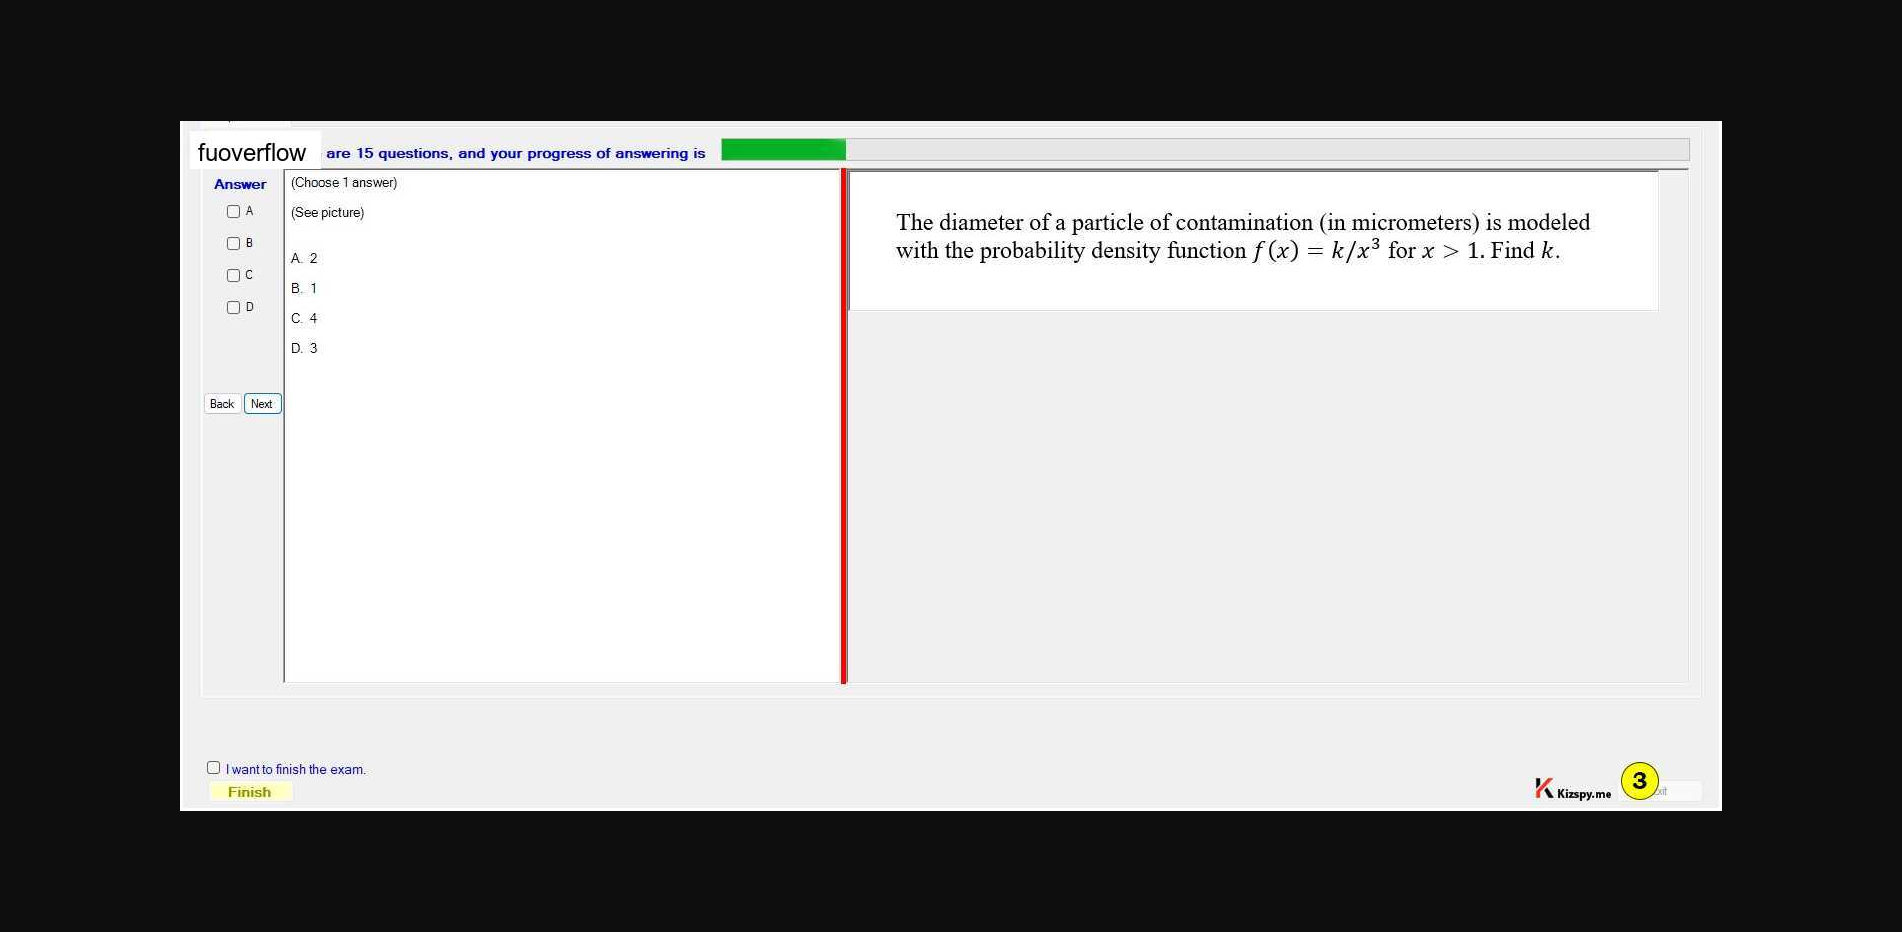 fuoverflow are 15 questions, and your progress of answering is
Answer
A
B
C
D
Back Next
(Choose 1 answer)
(See picture)
A. 2
B. 1
C. 4
D. 3
The diameter of a particle of contamination (in micrometers) is modeled
with the probability density function f(x) = k/x³ for x > 1. Find k.
I want to finish the exam.
Finish
Kizspy.me
3